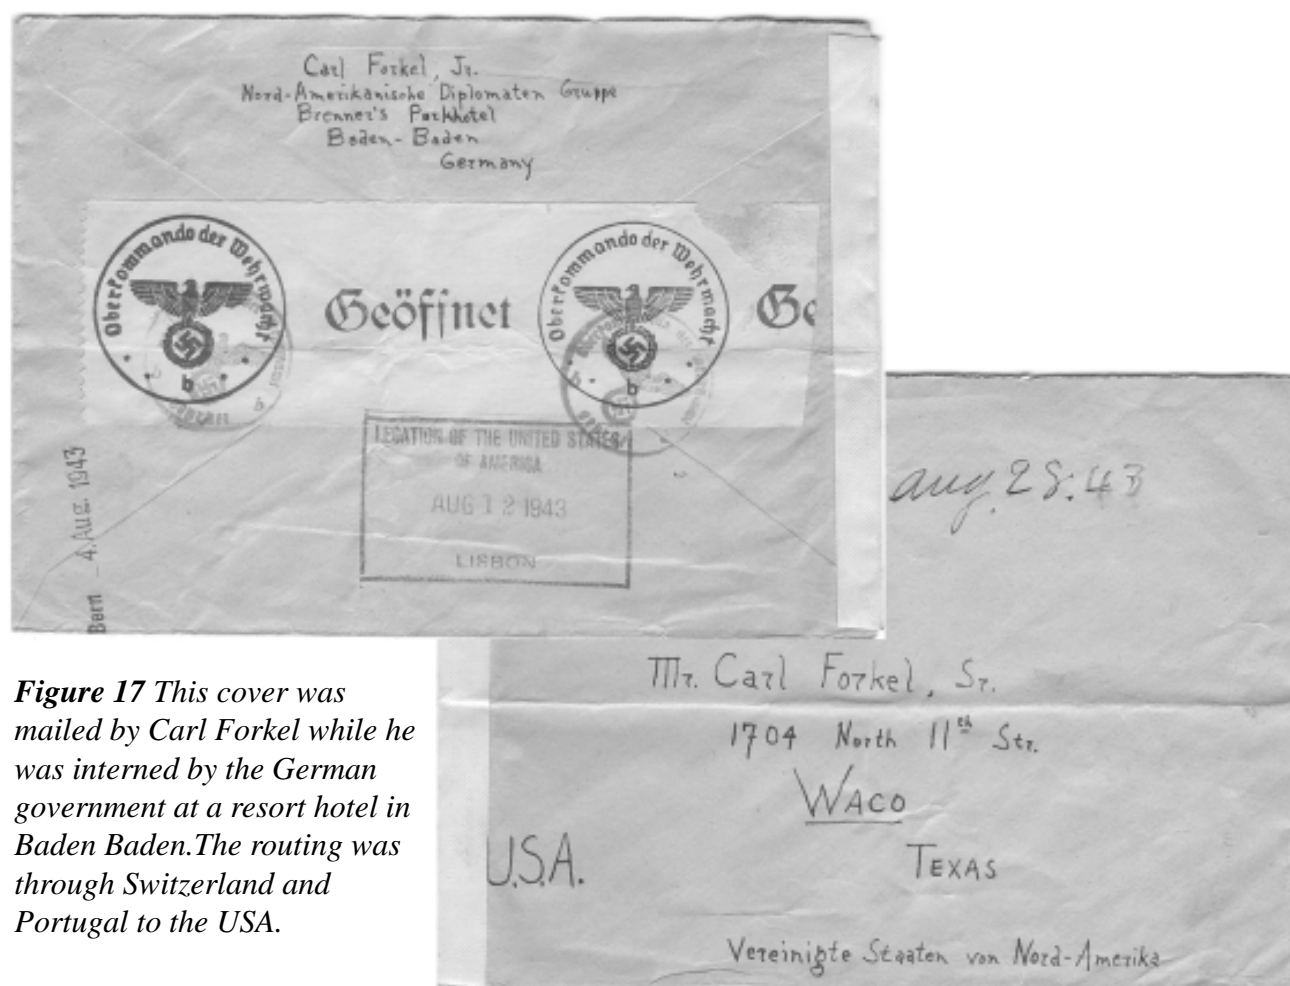 Carl Forkel, Jr.
Nord-Amerikanische Diplomaten Gruppe
Brenner's Parkhotel
Baden-Baden
Germany
Oberkommando der Wehrmacht
b
Geöffnet
Oberkommando der Wehrmacht
b
Ge
LEGATION OF THE UNITED STATES
OF AMERICA
AUG 12 1943
LISBON
Bern - 4. Aug. 1943
aug. 28. 43
Mr. Carl Forkel, Sr.
1704 North 11th Str.
WACO
TEXAS
U.S.A.
Vereinigte Staaten von Nord-Amerika
Figure 17 This cover was
mailed by Carl Forkel while he
was interned by the German
government at a resort hotel in
Baden Baden.The routing was
through Switzerland and
Portugal to the USA.